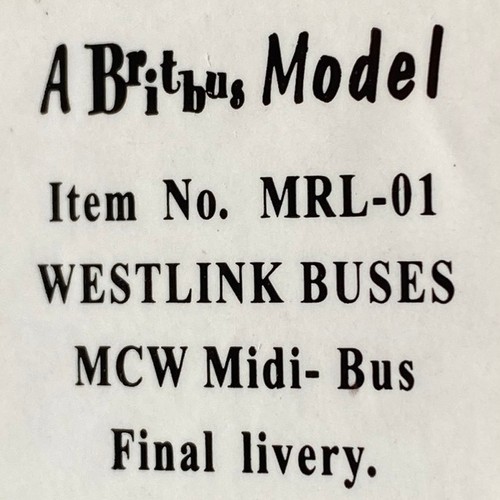 A Britbus Model
Item No. MRL-01
WESTLINK BUSES
MCW Midi- Bus
Final livery.